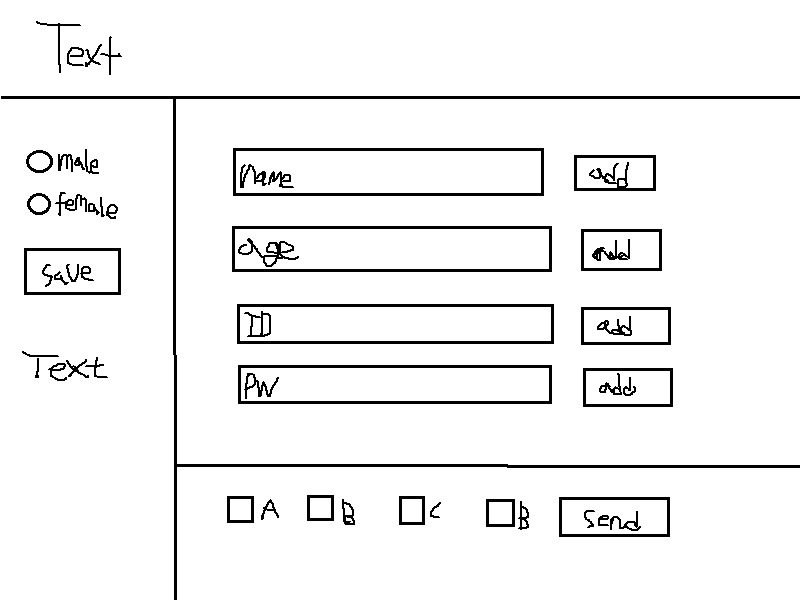 Text
male
female
save
Text
name add
age add
ID add
PW add
A B C B send